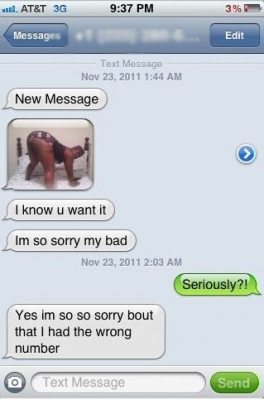 AT&T 3G 9:37 PM 3%
Messages Edit
Text Message
Nov 23, 2011 1:44 AM
New Message
I know u want it
Im so sorry my bad
Nov 23, 2011 2:03 AM
Seriously?!
Yes im so so sorry bout
that I had the wrong
number
Text Message Send